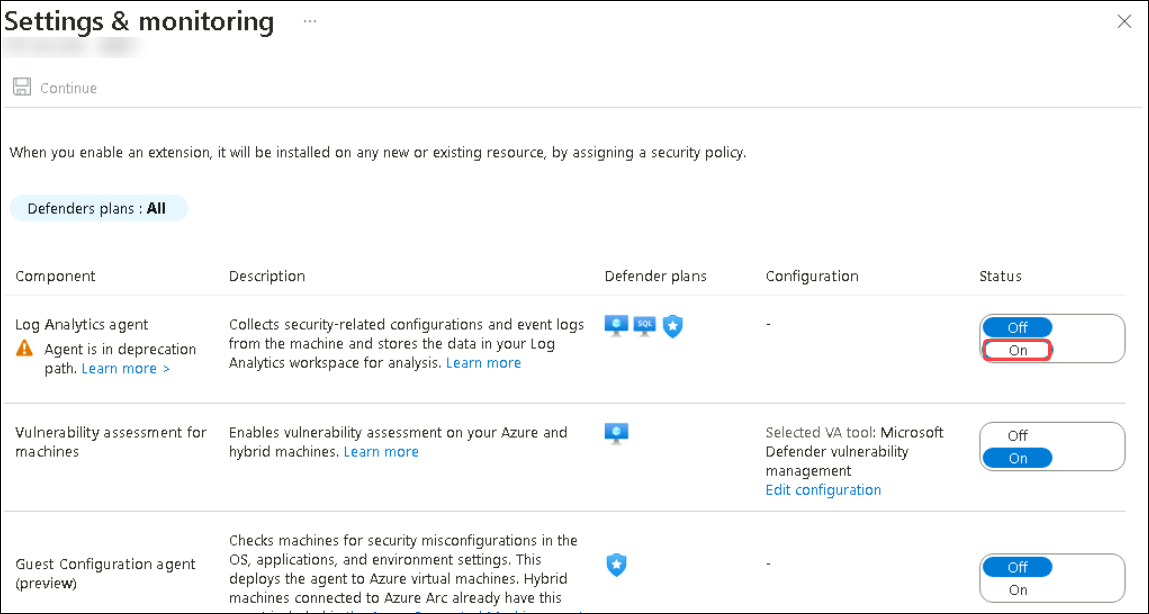 Settings & monitoring ...
Continue
When you enable an extension, it will be installed on any new or existing resource, by assigning a security policy.
Defenders plans : All
Component Description Defender plans Configuration Status
Log Analytics agent
Agent is in deprecation
path. Learn more >
Collects security-related configurations and event logs
from the machine and stores the data in your Log
Analytics workspace for analysis. Learn more
SQL
-
Off
On
Vulnerability assessment for
machines
Enables vulnerability assessment on your Azure and
hybrid machines. Learn more
Selected VA tool: Microsoft
Defender vulnerability
management
Edit configuration
Off
On
Guest Configuration agent
(preview)
Checks machines for security misconfigurations in the
OS, applications, and environment settings. This
deploys the agent to Azure virtual machines. Hybrid
machines connected to Azure Arc already have this
-
Off
On